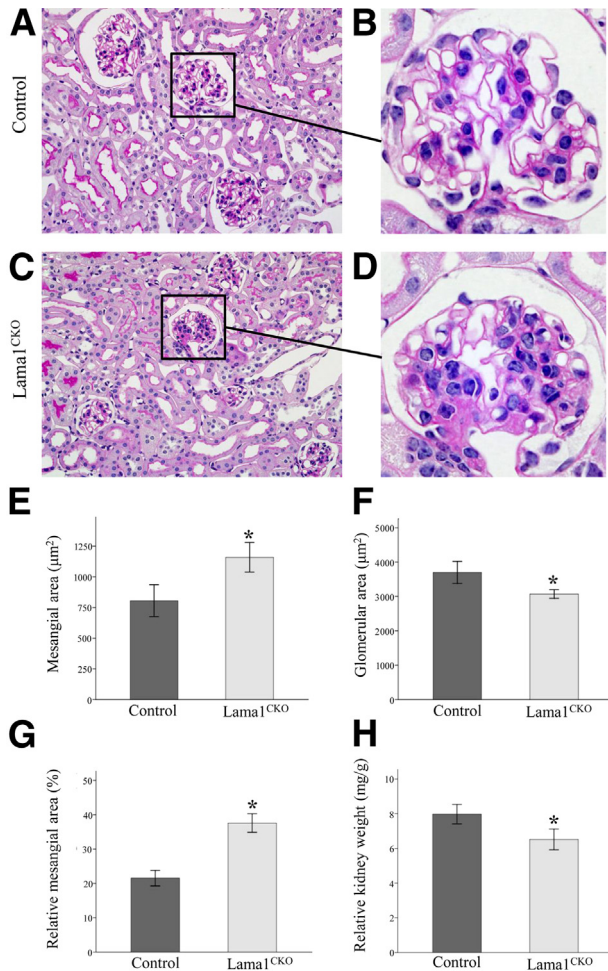 A
B
Control
C
D
Lama1CKO
E
F
Mesangial area (μm2)
1250
1000
750
500
250
0
*
Control
Lama1CKO
Glomerular area (μm2)
5000
4000
3000
2000
1000
0
*
Control
Lama1CKO
G
H
Relative mesangial area (%)
50
40
30
20
10
0
*
Control
Lama1CKO
Relative kidney weight (mg/g)
8
6
4
2
0
*
Control
Lama1CKO